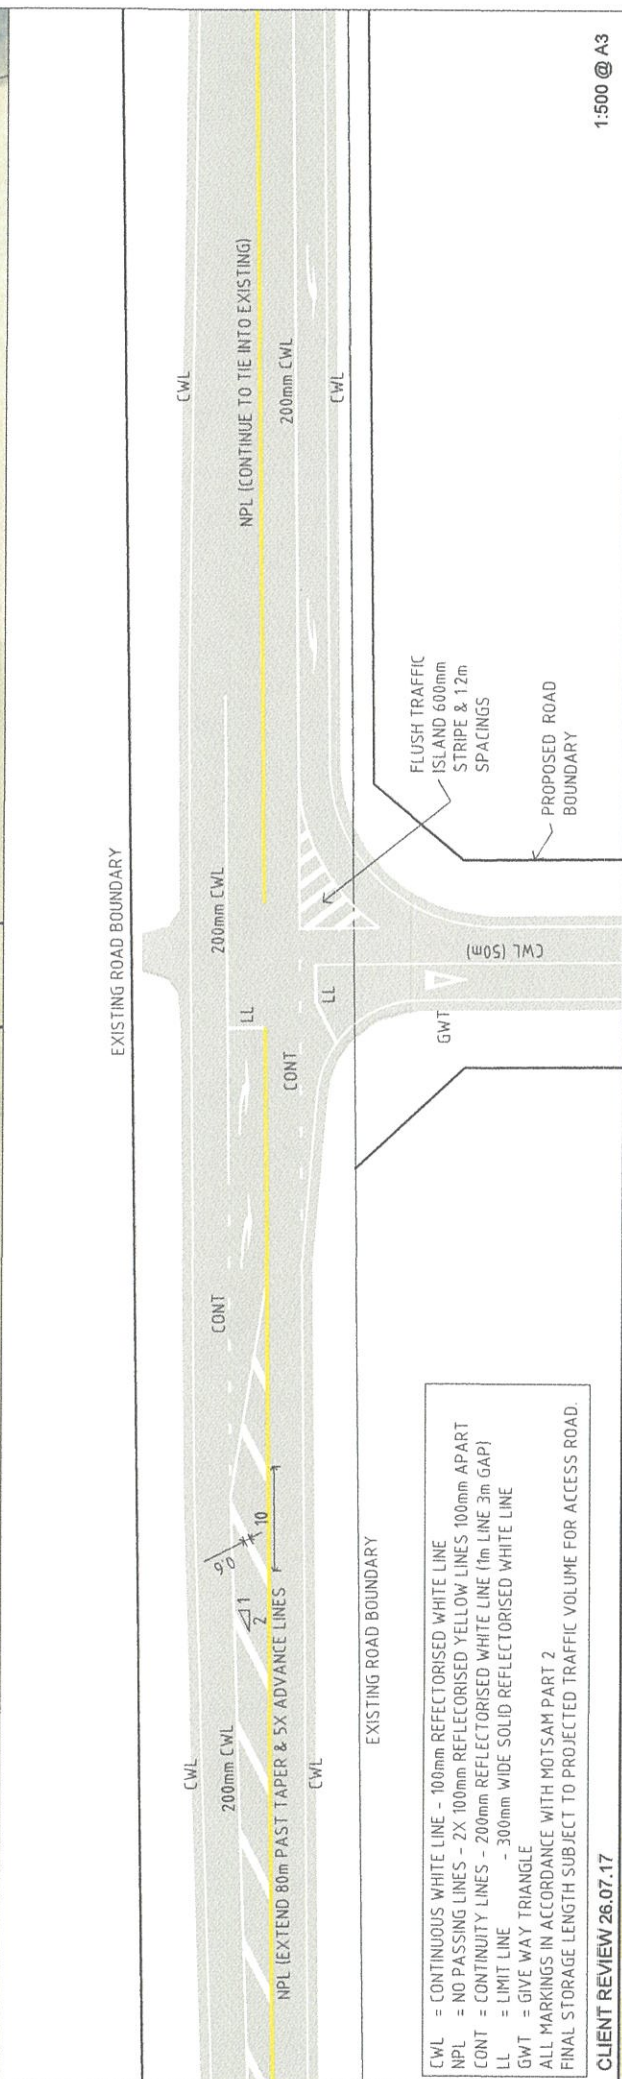 EXISTING ROAD BOUNDARY
CWL
200mm CWL
NPL (EXTEND 80m PAST TAPER & 5X ADVANCE LINES
CWL
0.6
10
1
2
CONT
LL
CONT
200mm CWL
LL
GWT
CWL (50m)
CWL
NPL (CONTINUE TO TIE INTO EXISTING)
200mm CWL
CWL
FLUSH TRAFFIC
ISLAND 600mm
STRIPE & 12m
SPACINGS
PROPOSED ROAD
BOUNDARY
EXISTING ROAD BOUNDARY
CWL = CONTINUOUS WHITE LINE - 100mm REFECTORISED WHITE LINE
NPL = NO PASSING LINES - 2X 100mm REFLECORISED YELLOW LINES 100mm APART
CONT = CONTINUITY LINES - 200mm REFLECTORISED WHITE LINE (1m LINE 3m GAP)
LL = LIMIT LINE - 300mm WIDE SOLID REFLECTORISED WHITE LINE
GWT = GIVE WAY TRIANGLE
ALL MARKINGS IN ACCORDANCE WITH MOTSAM PART 2
FINAL STORAGE LENGTH SUBJECT TO PROJECTED TRAFFIC VOLUME FOR ACCESS ROAD.
CLIENT REVIEW 26.07.17
1:500 @ A3